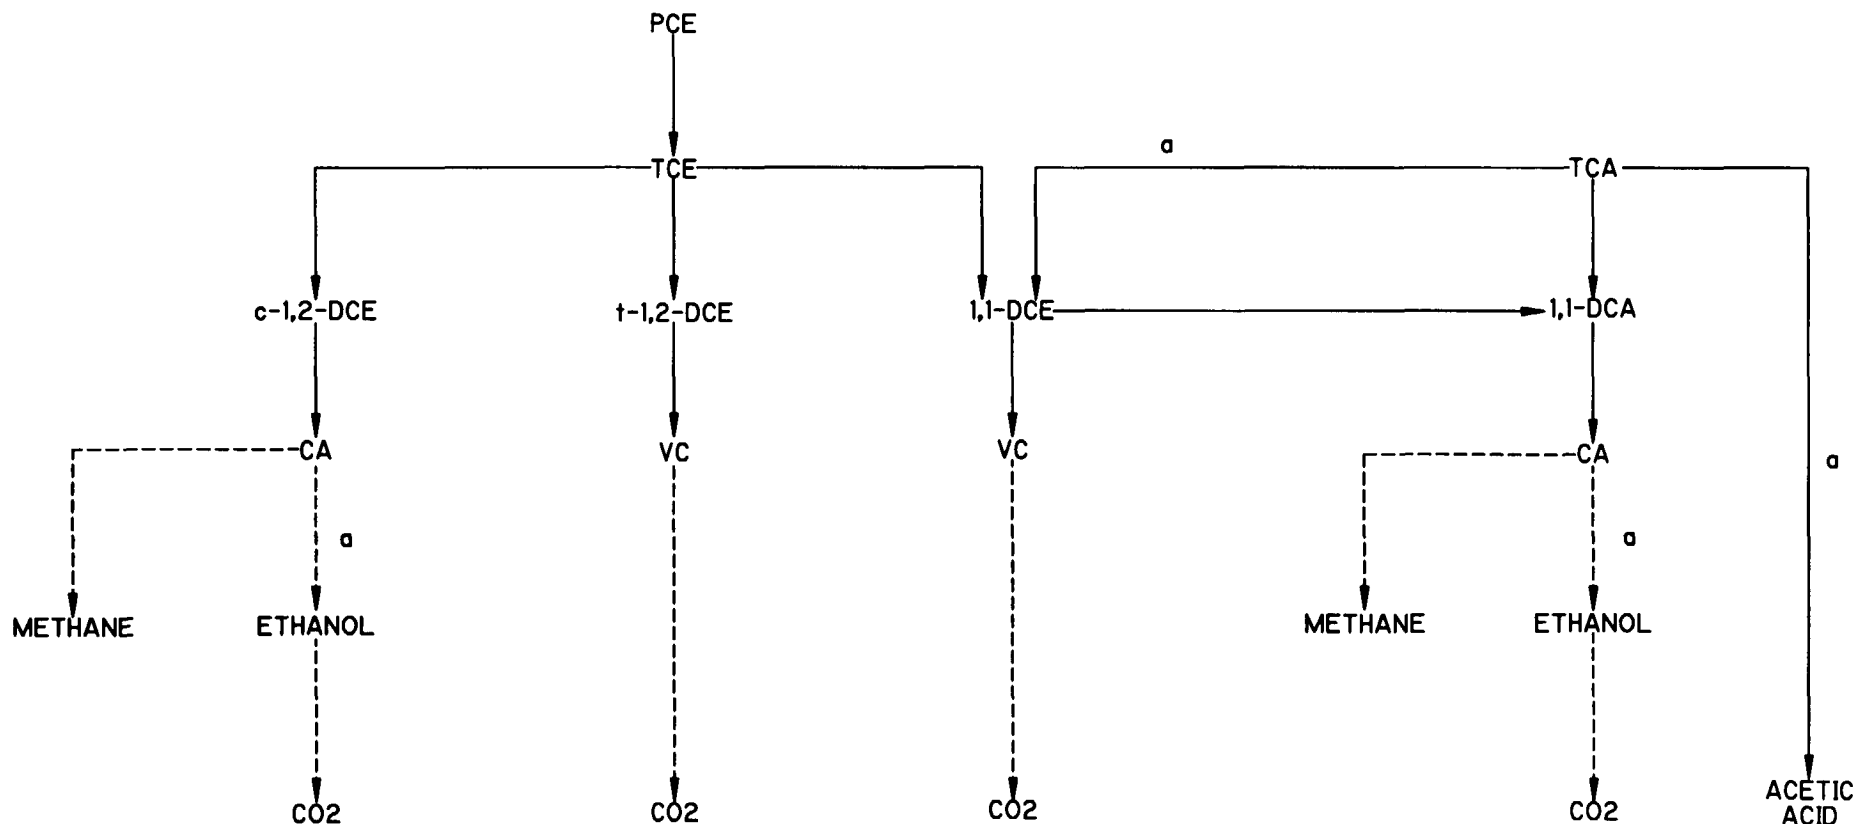 PCE
a
TCE
TCA
c-1,2-DCE
t-1,2-DCE
1,1-DCE
1,1-DCA
CA
VC
VC
CA
a
a
a
METHANE
ETHANOL
METHANE
ETHANOL
CO2
CO2
CO2
CO2
ACETIC
ACID